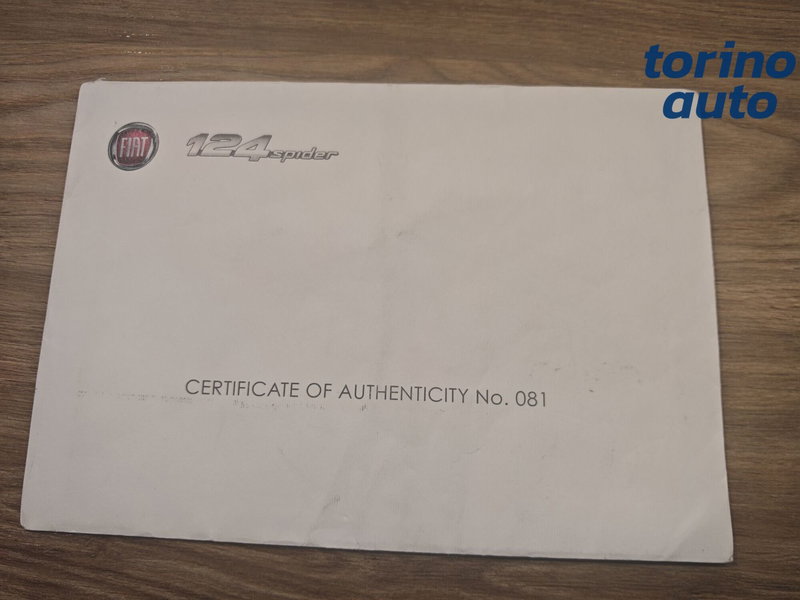 torino
auto
FIAT
124 spider
CERTIFICATE OF AUTHENTICITY No. 081